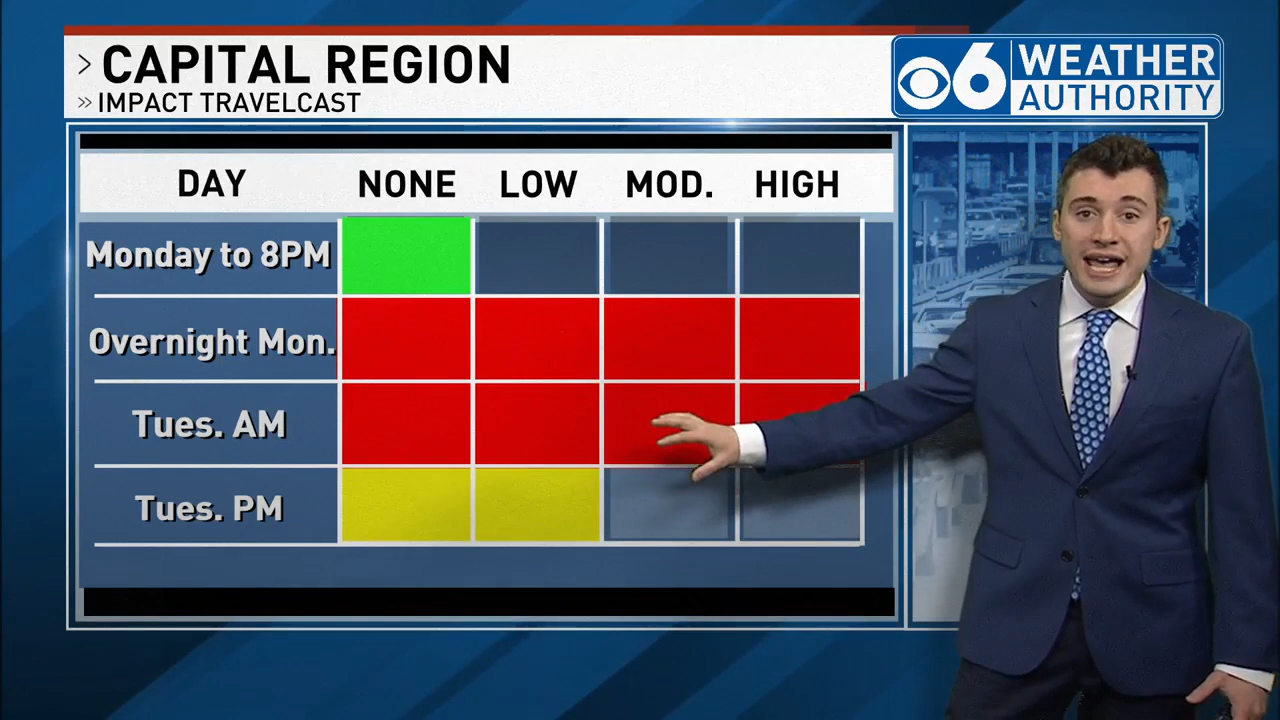 > CAPITAL REGION
» IMPACT TRAVELCAST
6 WEATHER
AUTHORITY
DAY NONE LOW MOD. HIGH
Monday to 8PM
Overnight Mon.
Tues. AM
Tues. PM